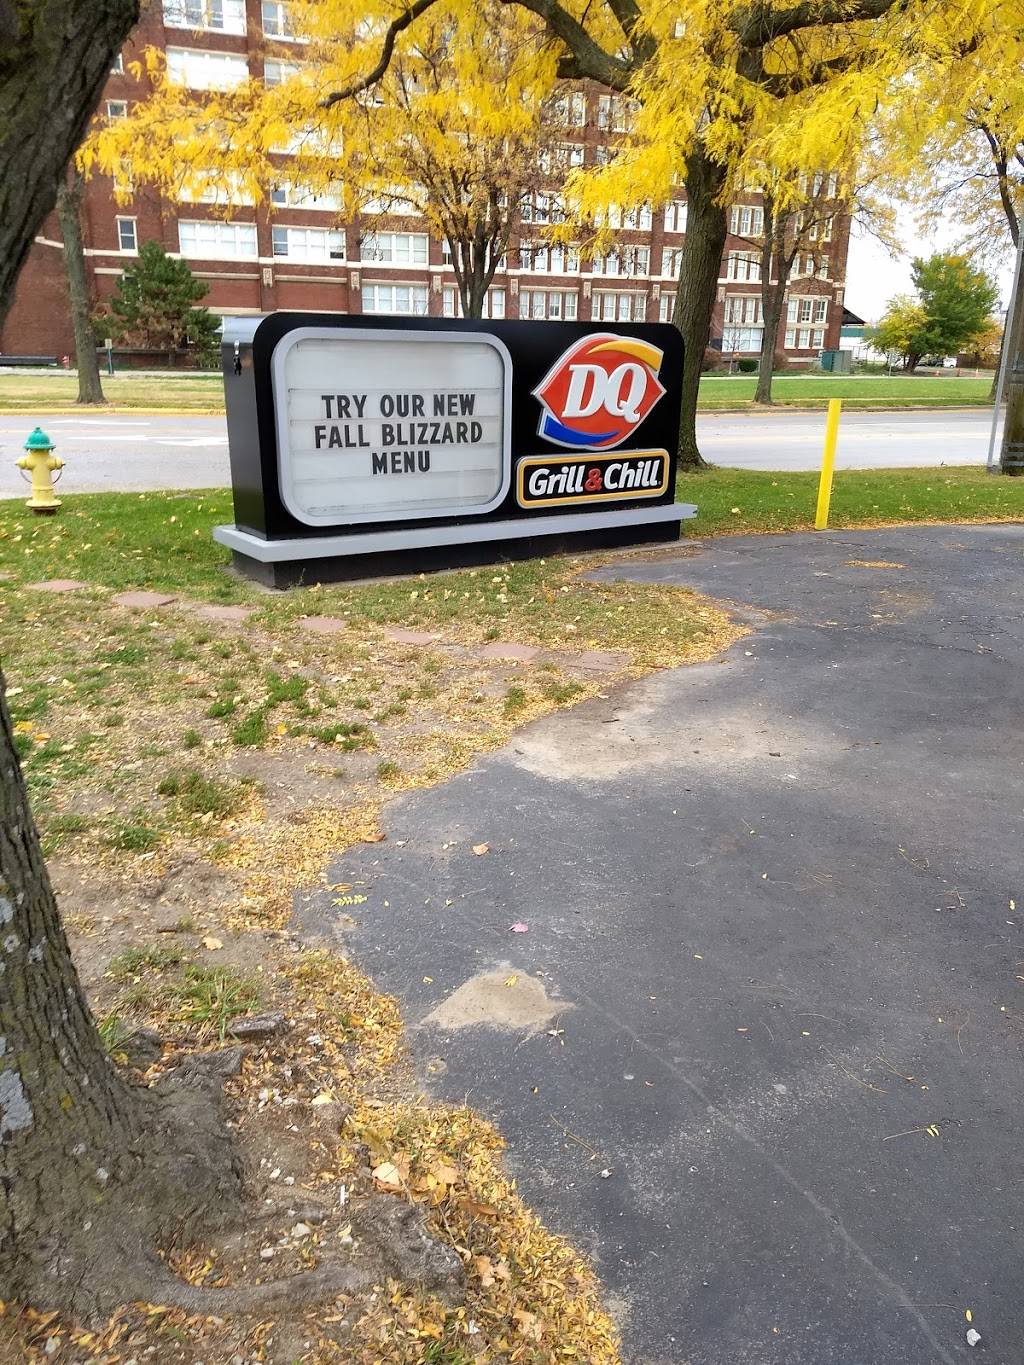 TRY OUR NEW
FALL BLIZZARD
MENU
DQ
Grill & Chill